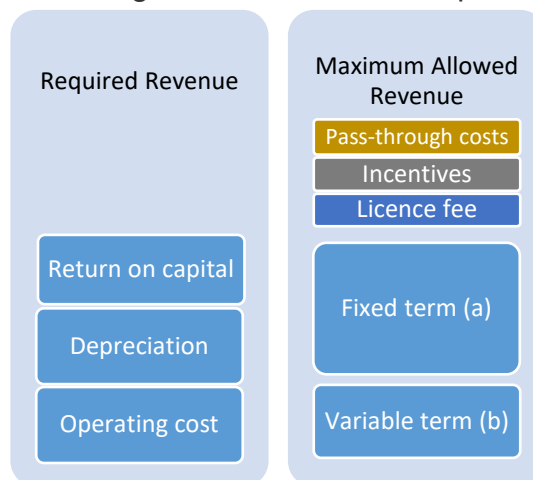 Required Revenue
Return on capital
Depreciation
Operating cost
Maximum Allowed
Revenue
Pass-through costs
Incentives
Licence fee
Fixed term (a)
Variable term (b)